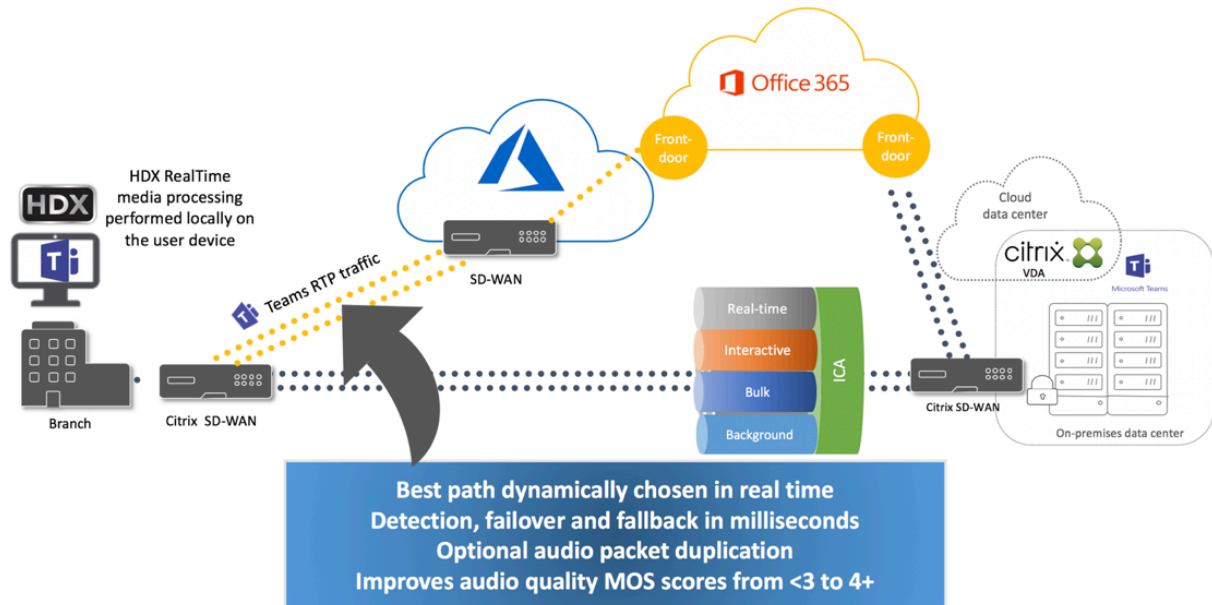 Office 365
Front-
door
Front-
door
HDX
HDX RealTime
media processing
performed locally on
the user device
Cloud
data center
citrix
VDA
Microsoft Teams
SD-WAN
Teams RTP traffic
Real-time
Interactive
Bulk
Background
ICA
Branch
Citrix SD-WAN
Citrix SD-WAN
On-premises data center
Best path dynamically chosen in real time
Detection, failover and fallback in milliseconds
Optional audio packet duplication
Improves audio quality MOS scores from <3 to 4+